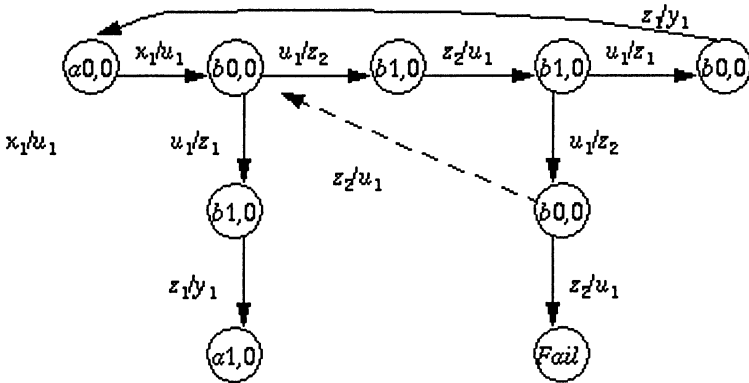 z₁/y₁
a0,0 x₁/u₁ b0,0 u₁/z₂ b1,0 z₂/u₁ b1,0 u₁/z₁ b0,0
x₁/u₁ u₁/z₁ u₁/z₂
z₂/u₁
b1,0 b0,0
z₁/y₁ z₂/u₁
a1,0 Fail